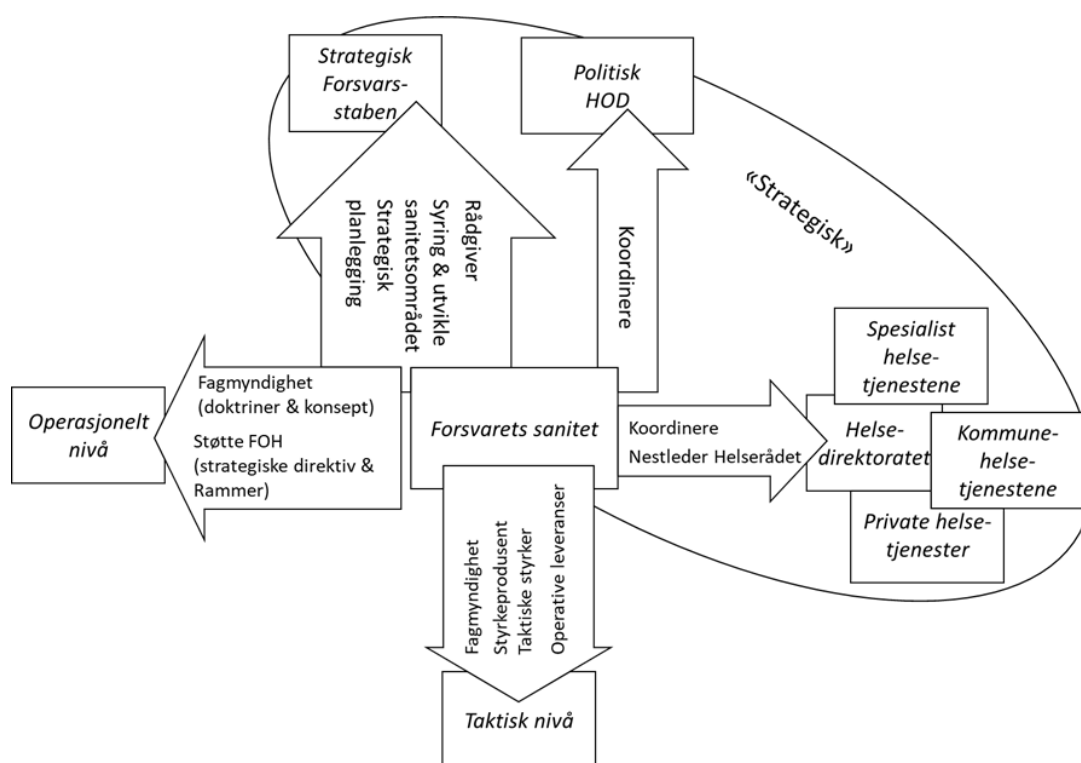 Strategisk
Forsvars-
staben
Politisk
HOD
«Strategisk»
Rådgiver
Syring & utvikle
sanitetsområdet
Strategisk
planlegging
Koordinere
Spesialist
helse-
tjenestene
Operasjonelt
nivå
Fagmyndighet
(doktriner & konsept)
Støtte FOH
(strategiske direktiv &
Rammer)
Forsvarets sanitet
Koordinere
Nestleder Helserådet
Helse-
direktoratet
Kommune-
helse-
tjenestene
Private helse-
tjenester
Fagmyndighet
Styrkeprodusent
Taktiske styrker
Operative leveranser
Taktisk nivå